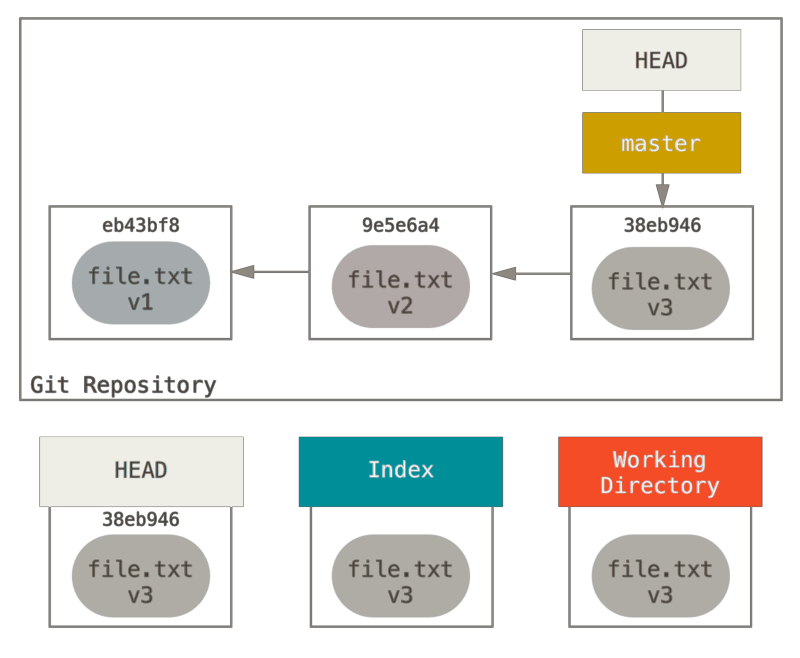 HEAD
master
eb43bf8
file.txt
v1
9e5e6a4
file.txt
v2
38eb946
file.txt
v3
Git Repository
HEAD
38eb946
file.txt
v3
Index
file.txt
v3
Working
Directory
file.txt
v3